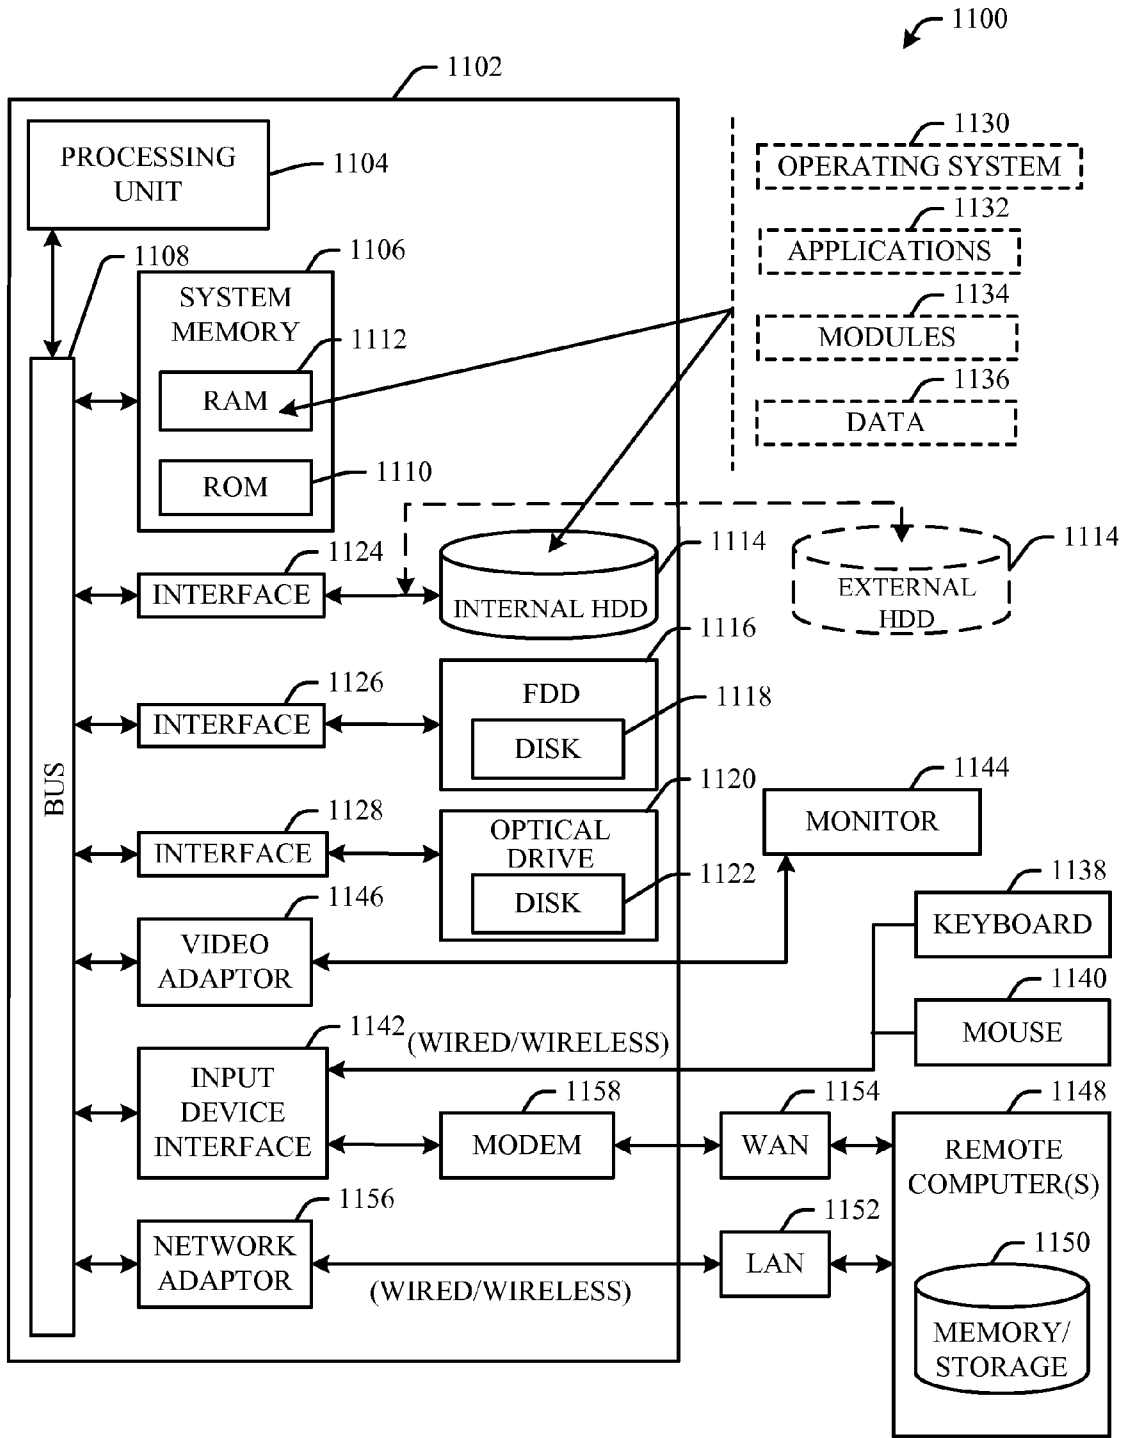 1100
1102
PROCESSING
UNIT
1104
1130
OPERATING SYSTEM
1132
APPLICATIONS
1134
MODULES
1136
DATA
1108
1106
SYSTEM
MEMORY
1112
RAM
1110
ROM
1124
INTERFACE
1114
INTERNAL HDD
1114
EXTERNAL
HDD
1126
INTERFACE
1116
FDD
1118
DISK
BUS
1128
INTERFACE
1120
OPTICAL
DRIVE
1122
DISK
1144
MONITOR
1146
VIDEO
ADAPTOR
1138
KEYBOARD
1140
MOUSE
1142
(WIRED/WIRELESS)
INPUT
DEVICE
INTERFACE
1158
MODEM
1154
WAN
1148
REMOTE
COMPUTER(S)
1156
NETWORK
ADAPTOR
(WIRED/WIRELESS)
1152
LAN
1150
MEMORY/
STORAGE